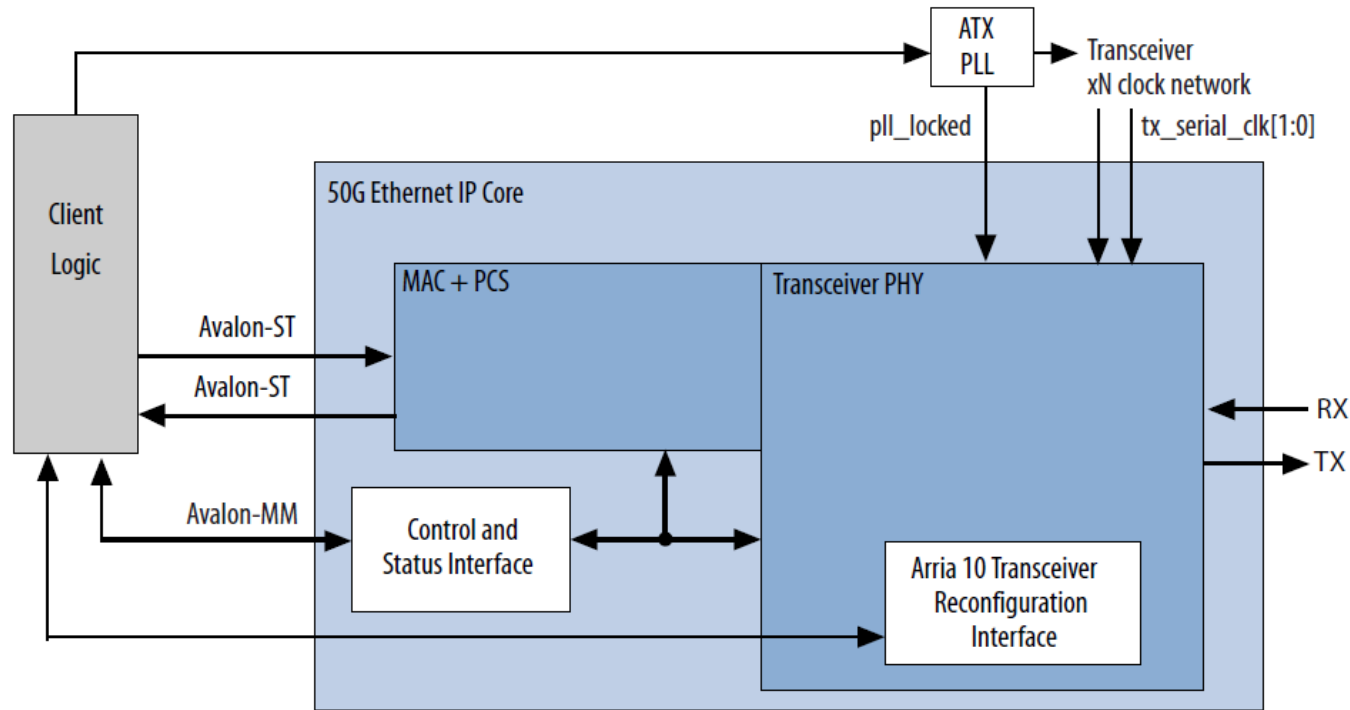 ATX
PLL
Transceiver
xN clock network
pll_locked
tx_serial_clk[1:0]
50G Ethernet IP Core
Client
Logic
MAC + PCS
Transceiver PHY
Avalon-ST
Avalon-ST
RX
TX
Avalon-MM
Control and
Status Interface
Arria 10 Transceiver
Reconfiguration
Interface